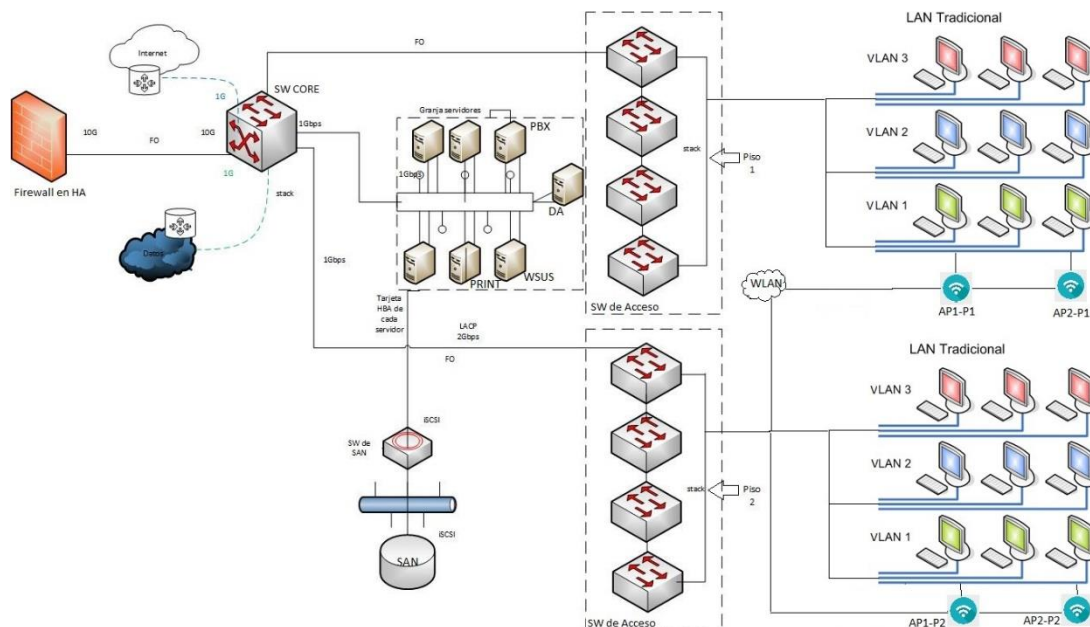 Internet
1G
SW CORE
FO
10G
FO
10G
1G
Firewall en HA
stack
Datos
1Gbps
1Gbps
Granja servidores
PBX
1Gbps
DA
PRINT
WSUS
Tarjeta
HBA de
cada
servidor
LACP
2Gbps
FO
iSCSI
SW de
SAN
iSCSI
SAN
stack
Piso
1
SW de Acceso
LAN Tradicional
VLAN 3
VLAN 2
VLAN 1
WLAN
AP1-P1
AP2-P1
stack
Piso
2
SW de Acceso
LAN Tradicional
VLAN 3
VLAN 2
VLAN 1
AP1-P2
AP2-P2